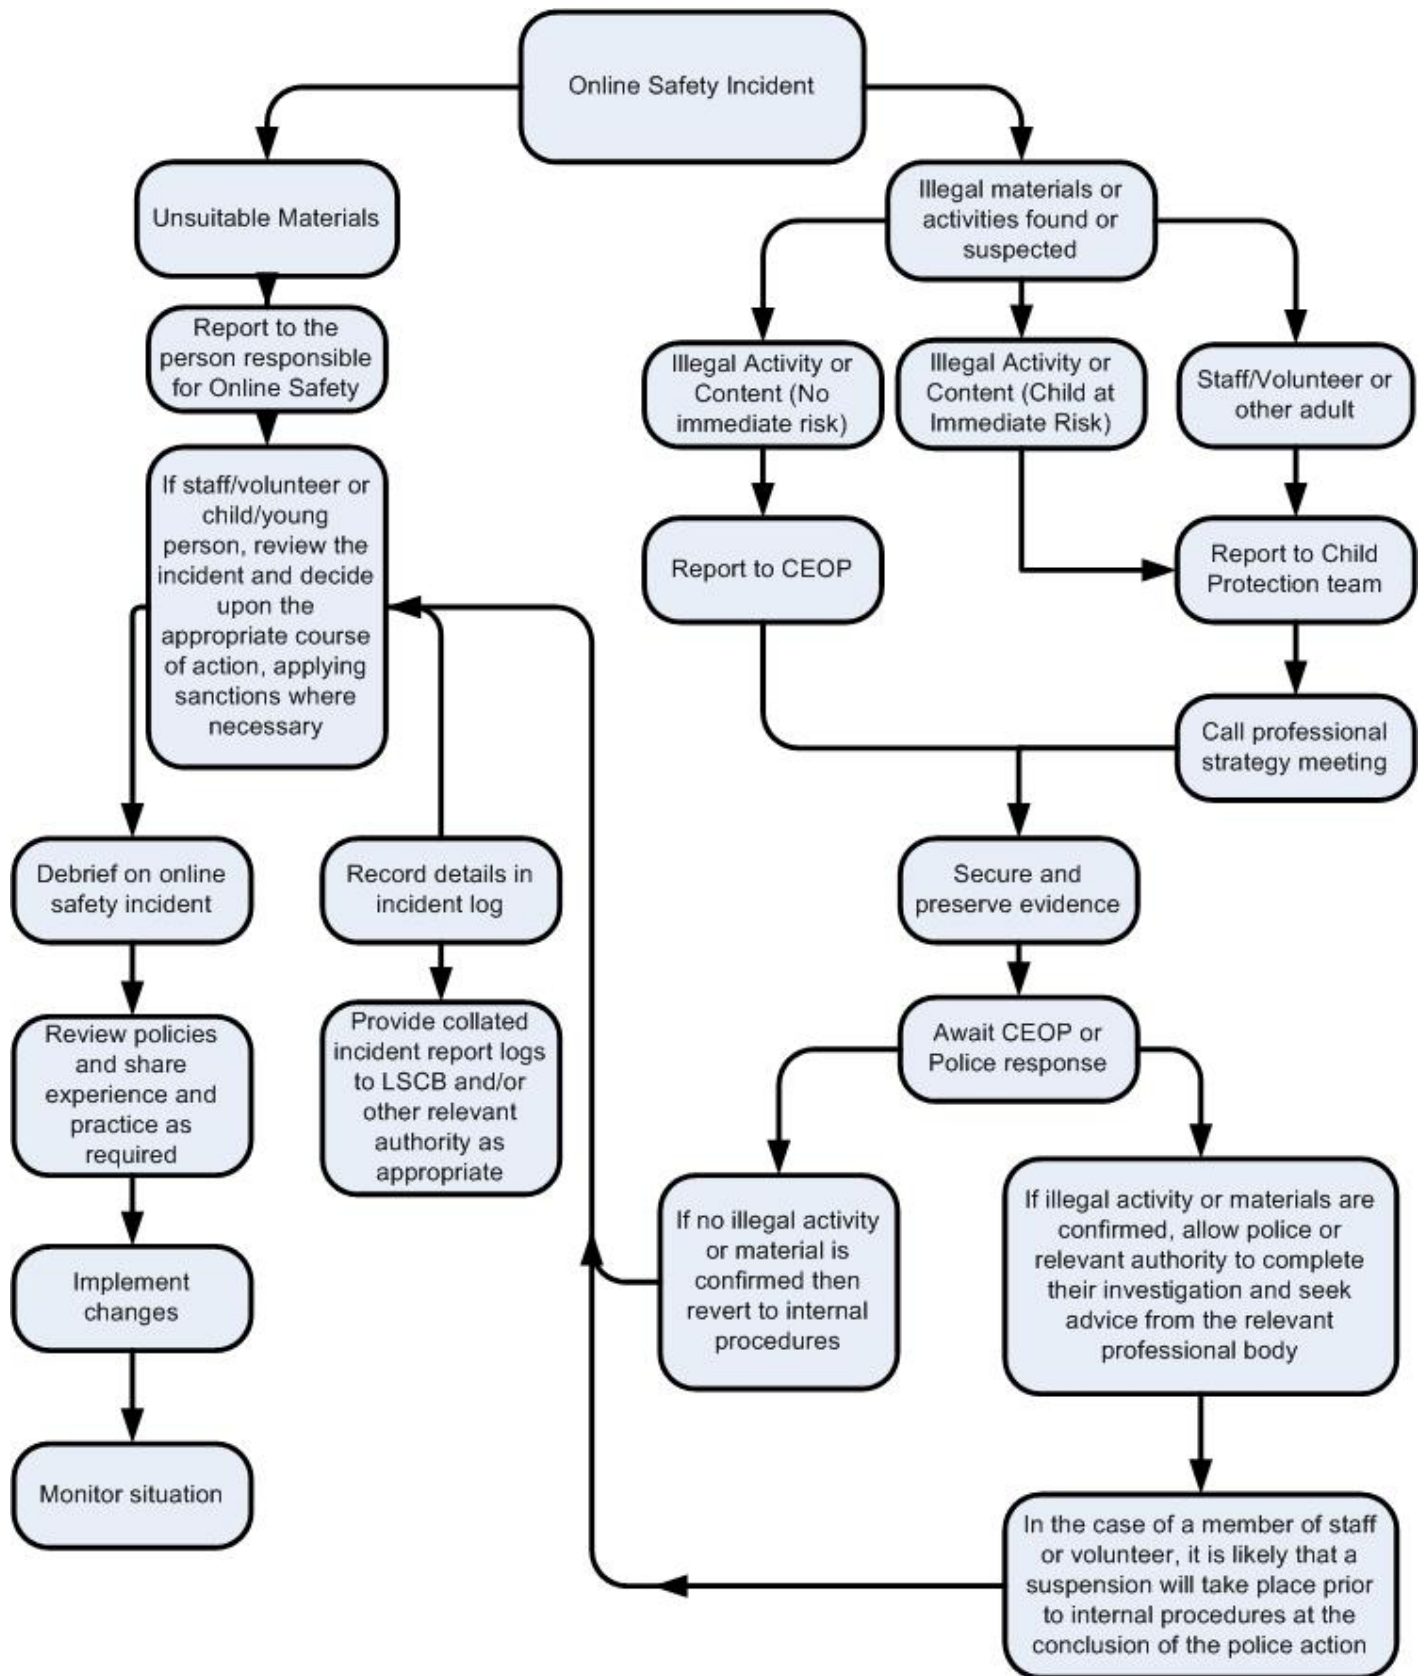 Online Safety Incident
Unsuitable Materials
Report to the
person responsible
for Online Safety
If staff/volunteer or
child/young
person, review the
incident and decide
upon the
appropriate course
of action, applying
sanctions where
necessary
Debrief on online
safety incident
Review policies
and share
experience and
practice as
required
Implement
changes
Monitor situation
Record details in
incident log
Provide collated
incident report logs
to LSCB and/or
other relevant
authority as
appropriate
Illegal materials or
activities found or
suspected
Illegal Activity or
Content (No
immediate risk)
Illegal Activity or
Content (Child at
Immediate Risk)
Staff/Volunteer or
other adult
Report to CEOP
Report to Child
Protection team
Call professional
strategy meeting
Secure and
preserve evidence
Await CEOP or
Police response
If no illegal activity
or material is
confirmed then
revert to internal
procedures
If illegal activity or materials are
confirmed, allow police or
relevant authority to complete
their investigation and seek
advice from the relevant
professional body
In the case of a member of staff
or volunteer, it is likely that a
suspension will take place prior
to internal procedures at the
conclusion of the police action